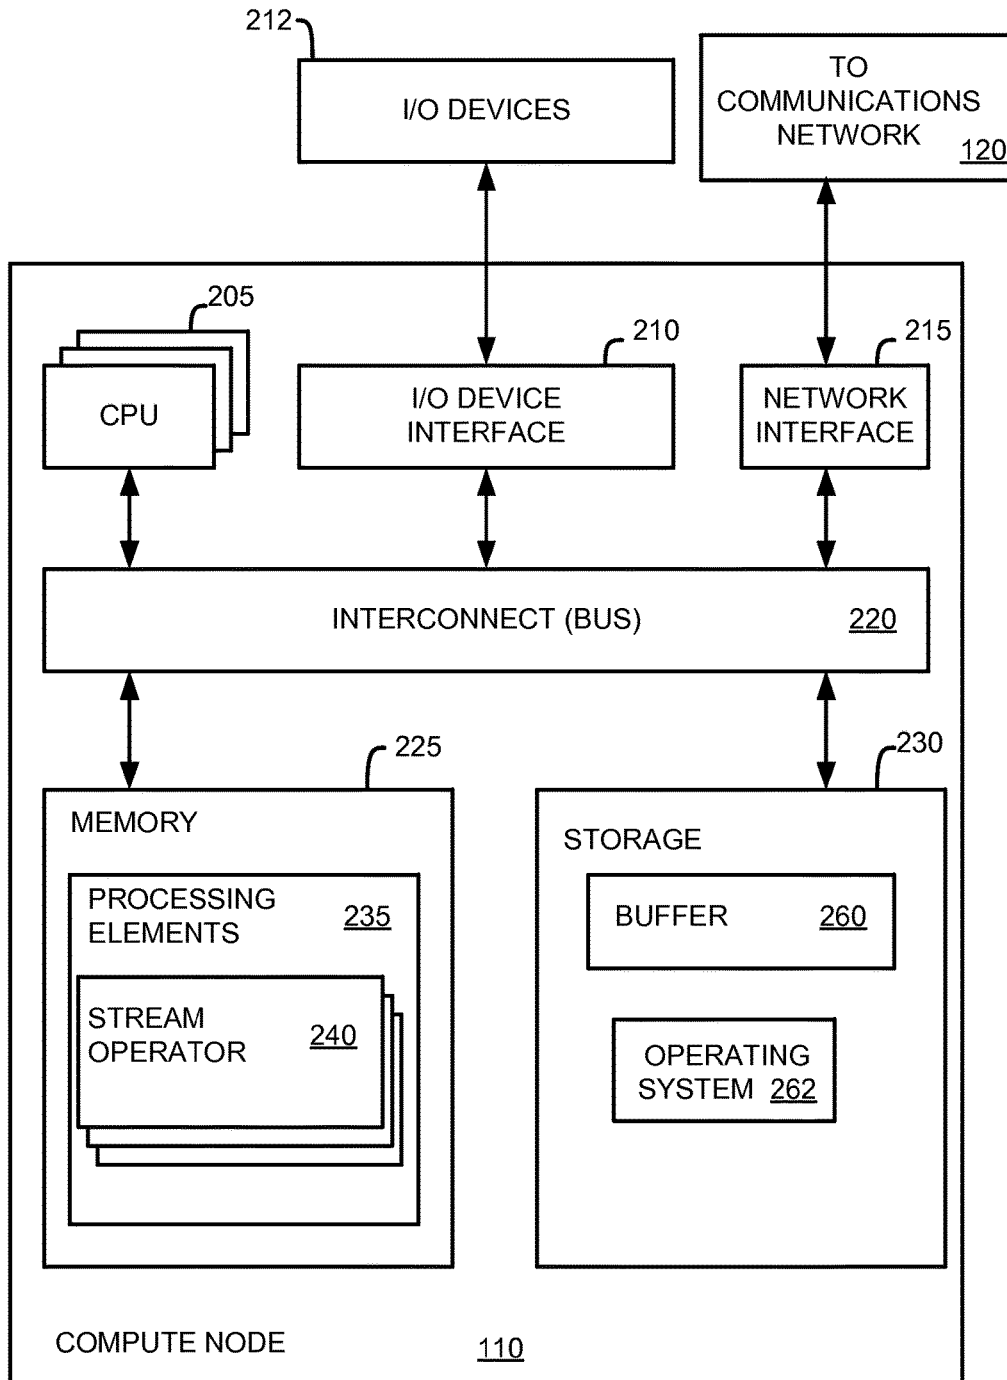 212
I/O DEVICES
TO
COMMUNICATIONS
NETWORK
120
205
CPU
210
I/O DEVICE
INTERFACE
215
NETWORK
INTERFACE
INTERCONNECT (BUS) 220
225
MEMORY
PROCESSING
ELEMENTS 235
STREAM
OPERATOR 240
230
STORAGE
BUFFER 260
OPERATING
SYSTEM 262
COMPUTE NODE 110